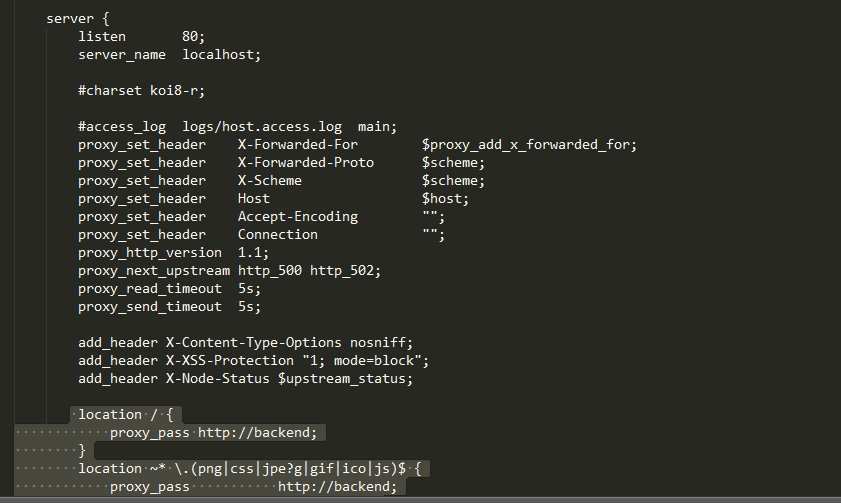 server {
listen       80;
server_name  localhost;
#charset koi8-r;
#access_log  logs/host.access.log  main;
proxy_set_header    X-Forwarded-For        $proxy_add_x_forwarded_for;
proxy_set_header    X-Forwarded-Proto      $scheme;
proxy_set_header    X-Scheme               $scheme;
proxy_set_header    Host                   $host;
proxy_set_header    Accept-Encoding        "";
proxy_set_header    Connection             "";
proxy_http_version  1.1;
proxy_next_upstream http_500 http_502;
proxy_read_timeout  5s;
proxy_send_timeout  5s;
add_header X-Content-Type-Options nosniff;
add_header X-XSS-Protection "1; mode=block";
add_header X-Node-Status $upstream_status;
location / {
proxy_pass http://backend;
}
location ~* \.(png|css|jpe?g|gif|ico|js)$ {
proxy_pass           http://backend;